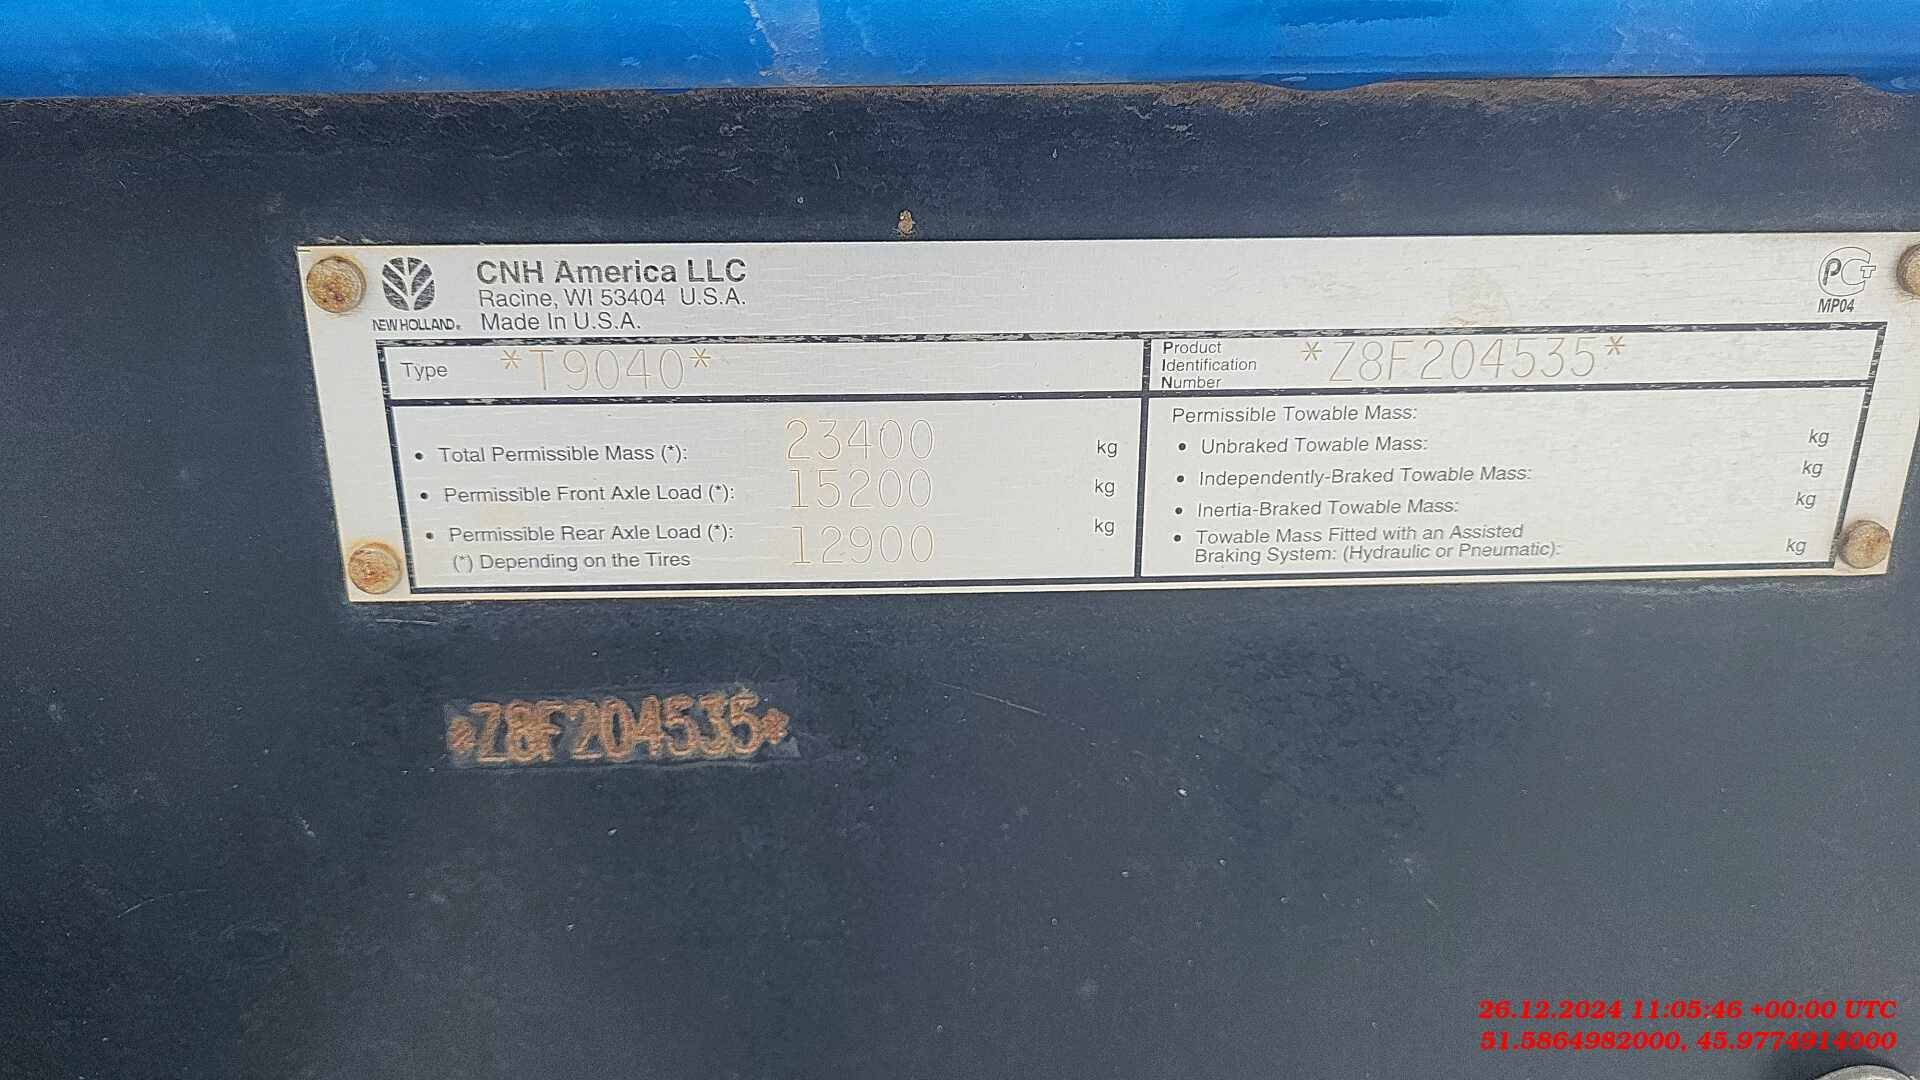 NEW HOLLAND®
CNH America LLC
Racine, WI 53404 U.S.A.
Made In U.S.A.
PCT
MP04
Type *T9040*
Product Identification Number *Z8F204535*
• Total Permissible Mass (*): 23400 kg
• Permissible Front Axle Load (*): 15200 kg
• Permissible Rear Axle Load (*): 12900 kg
(*) Depending on the Tires
Permissible Towable Mass:
• Unbraked Towable Mass: kg
• Independently-Braked Towable Mass: kg
• Inertia-Braked Towable Mass: kg
• Towable Mass Fitted with an Assisted
Braking System: (Hydraulic or Pneumatic): kg
*Z8F204535*
26.12.2024 11:05:46 +00:00 UTC
51.5864982000, 45.9774914000